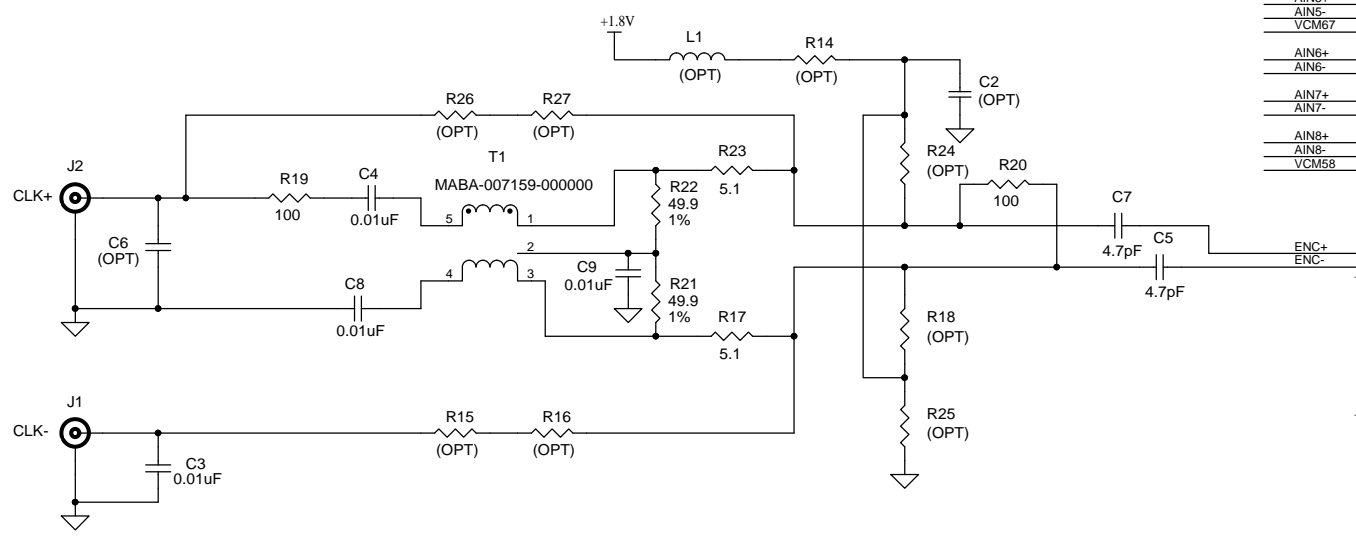 AIN5-
VCM67
AIN6+
AIN6-
AIN7+
AIN7-
AIN8+
AIN8-
VCM58
+1.8V
L1
(OPT)
R14
(OPT)
C2
(OPT)
R26
(OPT)
R27
(OPT)
T1
MABA-007159-000000
J2
CLK+
R19
100
C4
0.01uF
5
1
R22
49.9
1%
R23
5.1
R24
(OPT)
R20
100
C7
4.7pF
C6
(OPT)
2
4
3
C9
0.01uF
R21
49.9
1%
C5
4.7pF
ENC+
ENC-
C8
0.01uF
R17
5.1
R18
(OPT)
J1
CLK-
R15
(OPT)
R16
(OPT)
R25
(OPT)
C3
0.01uF